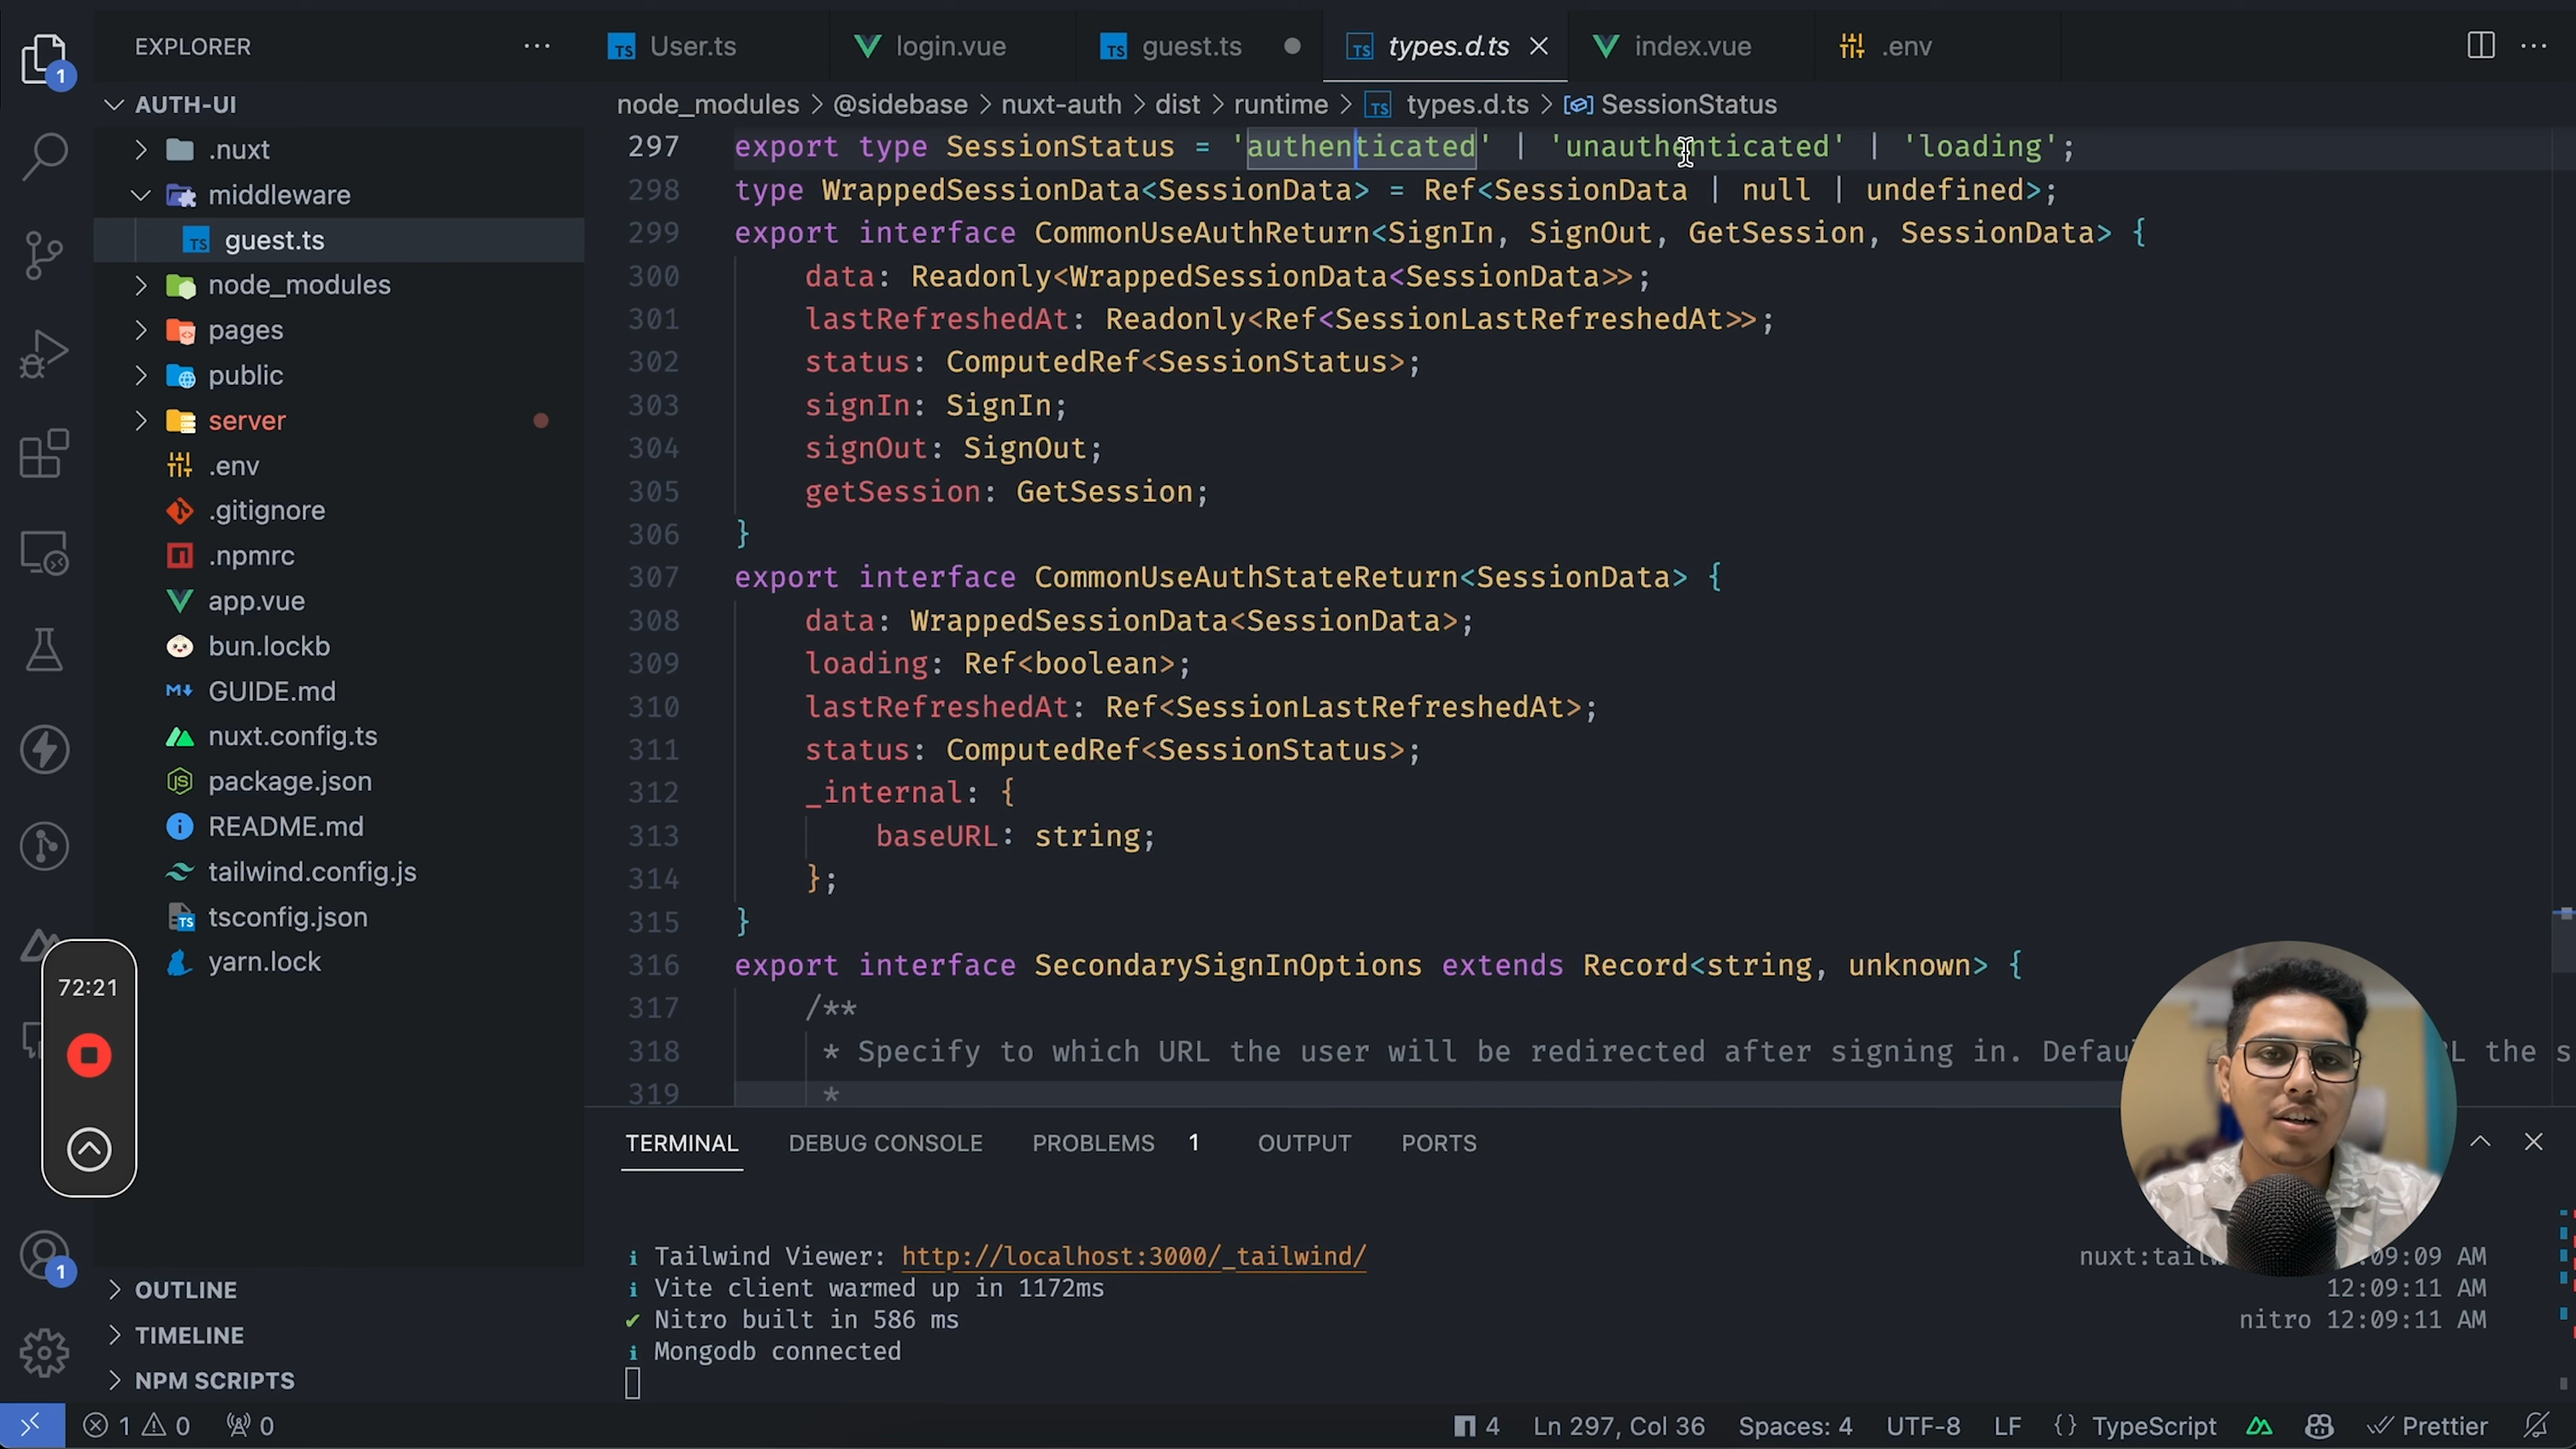 EXPLORER
User.ts
login.vue
guest.ts
types.d.ts
index.vue
.env
1
AUTH-UI
node_modules > @sidebase > nuxt-auth > dist > runtime > types.d.ts > SessionStatus
.nuxt
middleware
guest.ts
node_modules
pages
public
server
.env
.gitignore
.npmrc
app.vue
bun.lockb
GUIDE.md
nuxt.config.ts
package.json
README.md
tailwind.config.js
tsconfig.json
yarn.lock
297 export type SessionStatus = 'authenticated' | 'unauthenticated' | 'loading';
298 type WrappedSessionData<SessionData> = Ref<SessionData | null | undefined>;
299 export interface CommonUseAuthReturn<SignIn, SignOut, GetSession, SessionData> {
300 data: Readonly<WrappedSessionData<SessionData>>;
301 lastRefreshedAt: Readonly<Ref<SessionLastRefreshedAt>>;
302 status: ComputedRef<SessionStatus>;
303 signIn: SignIn;
304 signOut: SignOut;
305 getSession: GetSession;
306 }
307 export interface CommonUseAuthStateReturn<SessionData> {
308 data: WrappedSessionData<SessionData>;
309 loading: Ref<boolean>;
310 lastRefreshedAt: Ref<SessionLastRefreshedAt>;
311 status: ComputedRef<SessionStatus>;
312 _internal: {
313 baseURL: string;
314 };
315 }
316 export interface SecondarySignInOptions extends Record<string, unknown> {
317 /**
318 * Specify to which URL the user will be redirected after signing in. Defau L the s
319 *
72:21
1
OUTLINE
TIMELINE
NPM SCRIPTS
TERMINAL
DEBUG CONSOLE
PROBLEMS 1
OUTPUT
PORTS
i Tailwind Viewer: http://localhost:3000/_tailwind/ nuxt:tailw :09:09 AM
i Vite client warmed up in 1172ms 12:09:11 AM
✔ Nitro built in 586 ms nitro 12:09:11 AM
i Mongodb connected
1 0 0
4 Ln 297, Col 36 Spaces: 4 UTF-8 LF {} TypeScript Prettier